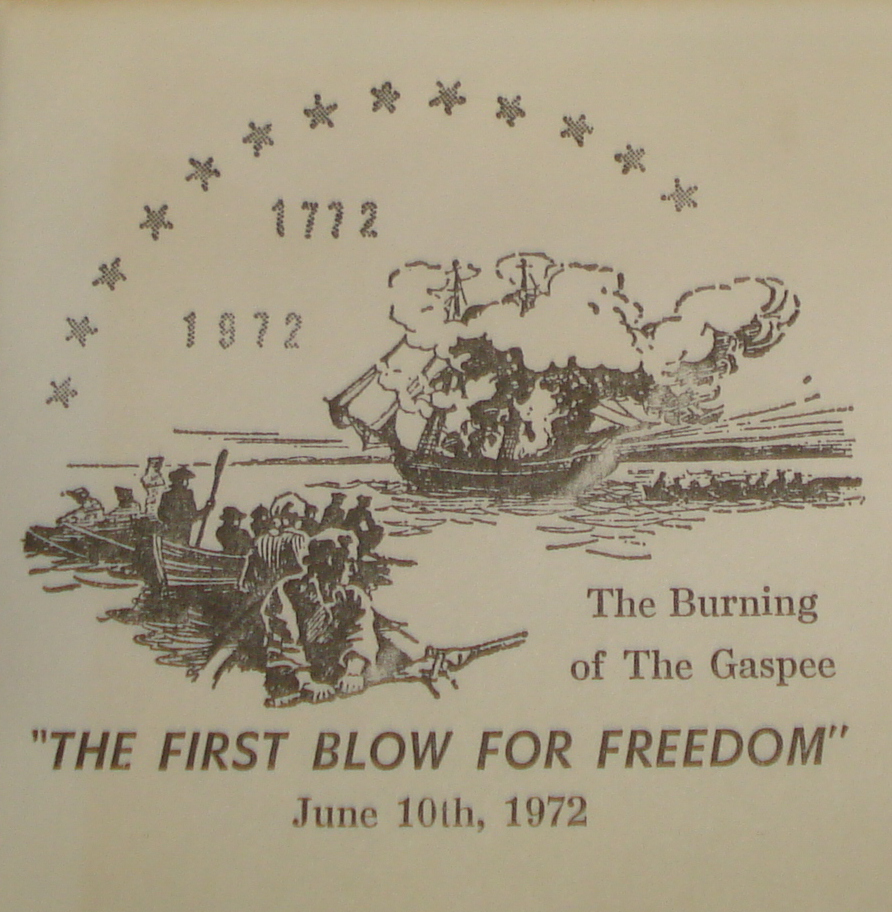 1772
1972
The Burning
of The Gaspee
"THE FIRST BLOW FOR FREEDOM"
June 10th, 1972